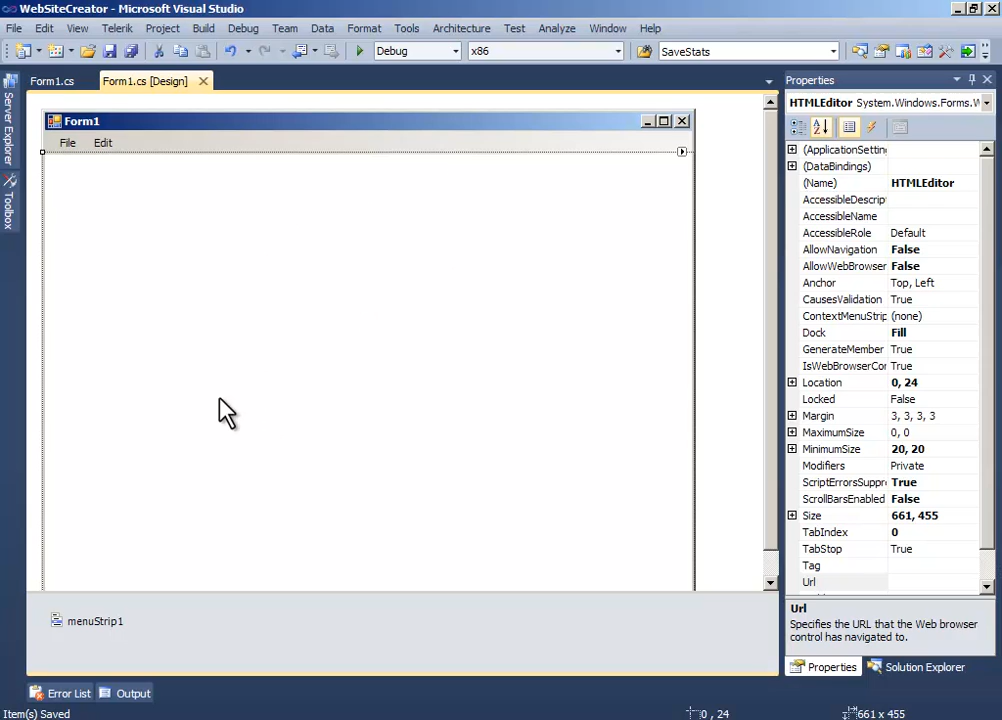 WebSiteCreator - Microsoft Visual Studio
File Edit View Telerik Project Build Debug Team Data Format Tools Architecture Test Analyze Window Help
Debug x86 SaveStats
Form1.cs Form1.cs [Design]
Server Explorer
Toolbox
Form1
File Edit
menuStrip1
Properties
HTMLEditor System.Windows.Forms.W
(ApplicationSetting
(DataBindings)
(Name) HTMLEditor
AccessibleDescrip
AccessibleName
AccessibleRole Default
AllowNavigation False
AllowWebBrowser False
Anchor Top, Left
CausesValidation True
ContextMenuStrip (none)
Dock Fill
GenerateMember True
IsWebBrowserCor True
Location 0, 24
Locked False
Margin 3, 3, 3, 3
MaximumSize 0, 0
MinimumSize 20, 20
Modifiers Private
ScriptErrorsSuppr True
ScrollBarsEnabled False
Size 661, 455
TabIndex 0
TabStop True
Tag
Url
Url
Specifies the URL that the Web browser
control has navigated to.
Properties Solution Explorer
Error List Output
Item(s) Saved 0 , 24 661 x 455